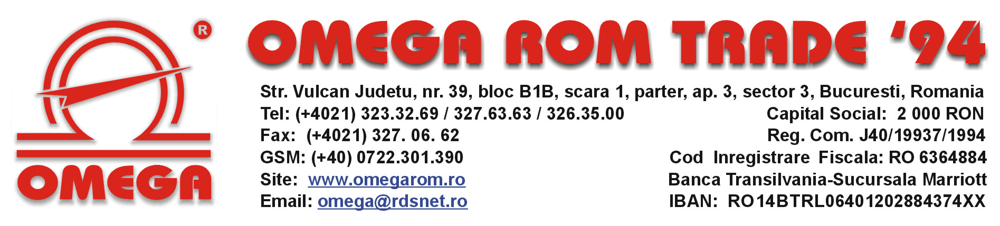 ®
OMEGA
OMEGA ROM TRADE '94
Str. Vulcan Judetu, nr. 39, bloc B1B, scara 1, parter, ap. 3, sector 3, Bucuresti, Romania
Tel: (+4021) 323.32.69 / 327.63.63 / 326.35.00 Capital Social: 2 000 RON
Fax: (+4021) 327. 06. 62 Reg. Com. J40/19937/1994
GSM: (+40) 0722.301.390 Cod Inregistrare Fiscala: RO 6364884
Site: www.omegarom.ro Banca Transilvania-Sucursala Marriott
Email: omega@rdsnet.ro IBAN: RO14BTRL06401202884374XX